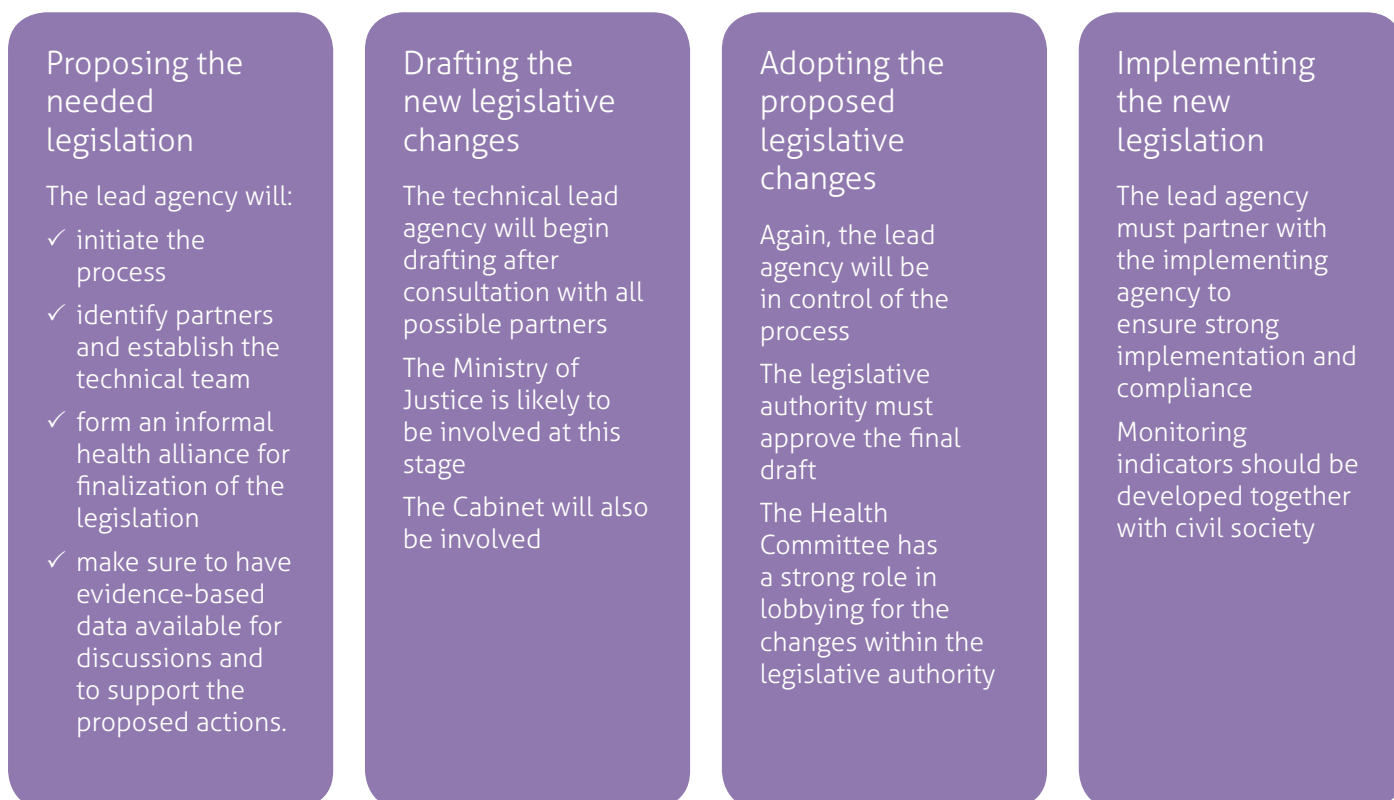 Proposing the
needed
legislation
The lead agency will:
✓ initiate the
process
✓ identify partners
and establish the
technical team
✓ form an informal
health alliance for
finalization of the
legislation
✓ make sure to have
evidence-based
data available for
discussions and
to support the
proposed actions.
Drafting the
new legislative
changes
The technical lead
agency will begin
drafting after
consultation with all
possible partners
The Ministry of
Justice is likely to
be involved at this
stage
The Cabinet will also
be involved
Adopting the
proposed
legislative
changes
Again, the lead
agency will be
in control of the
process
The legislative
authority must
approve the final
draft
The Health
Committee has
a strong role in
lobbying for the
changes within the
legislative authority
Implementing
the new
legislation
The lead agency
must partner with
the implementing
agency to
ensure strong
implementation and
compliance
Monitoring
indicators should be
developed together
with civil society